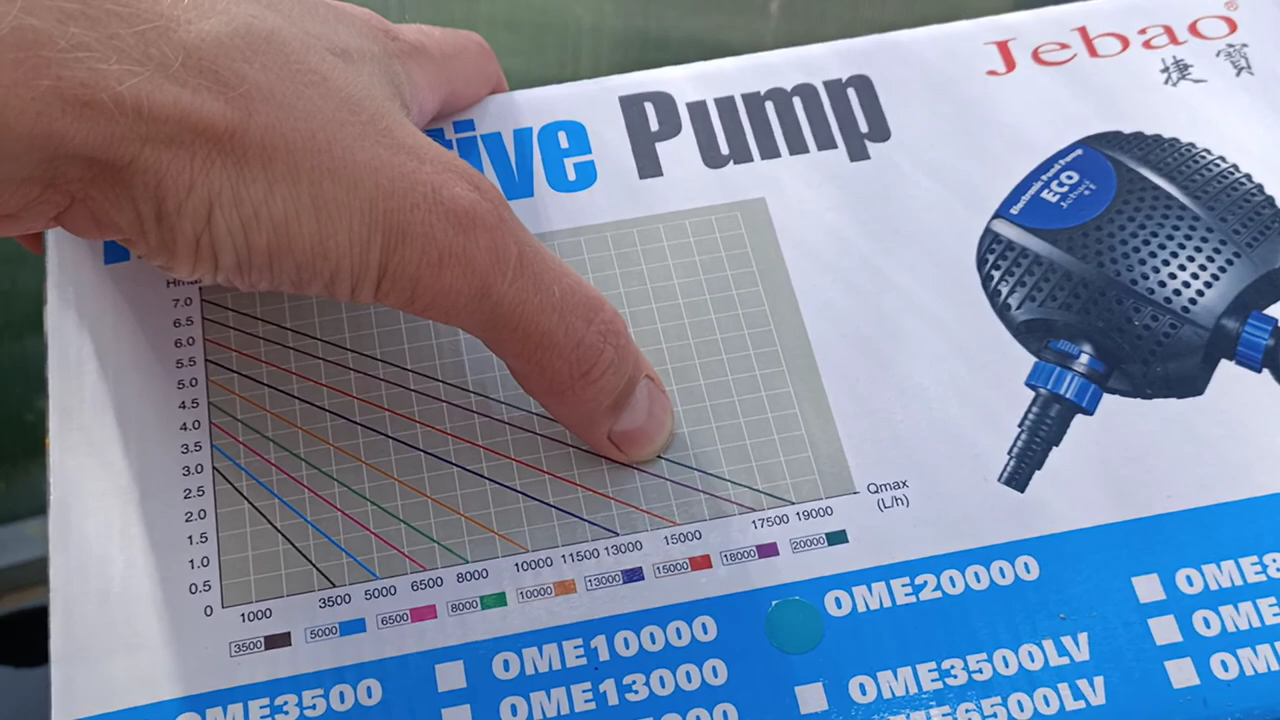 Jebao®
捷寶
tive Pump
Electronic Pond Pump
ECO
Jebao
7.0
6.5
6.0
5.5
5.0
4.5
4.0
3.5
3.0
2.5
2.0
1.5
1.0
0.5
0
1000 3500 5000 6500 8000 10000 11500 13000 15000 17500 19000
Qmax
(L/h)
3500 5000 6500 8000 10000 13000 15000 18000 20000
OME3500
OME10000
OME13000
OME20000
OME3500LV
OME6500LV